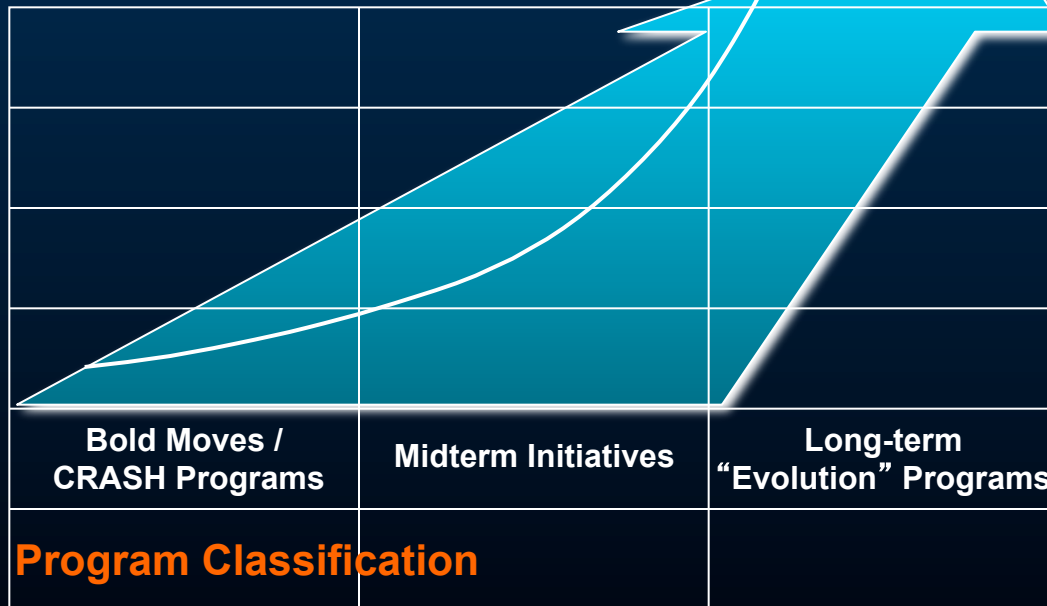 Bold Moves /
CRASH Programs
Midterm Initiatives
Long-term
“Evolution” Programs
Program Classification